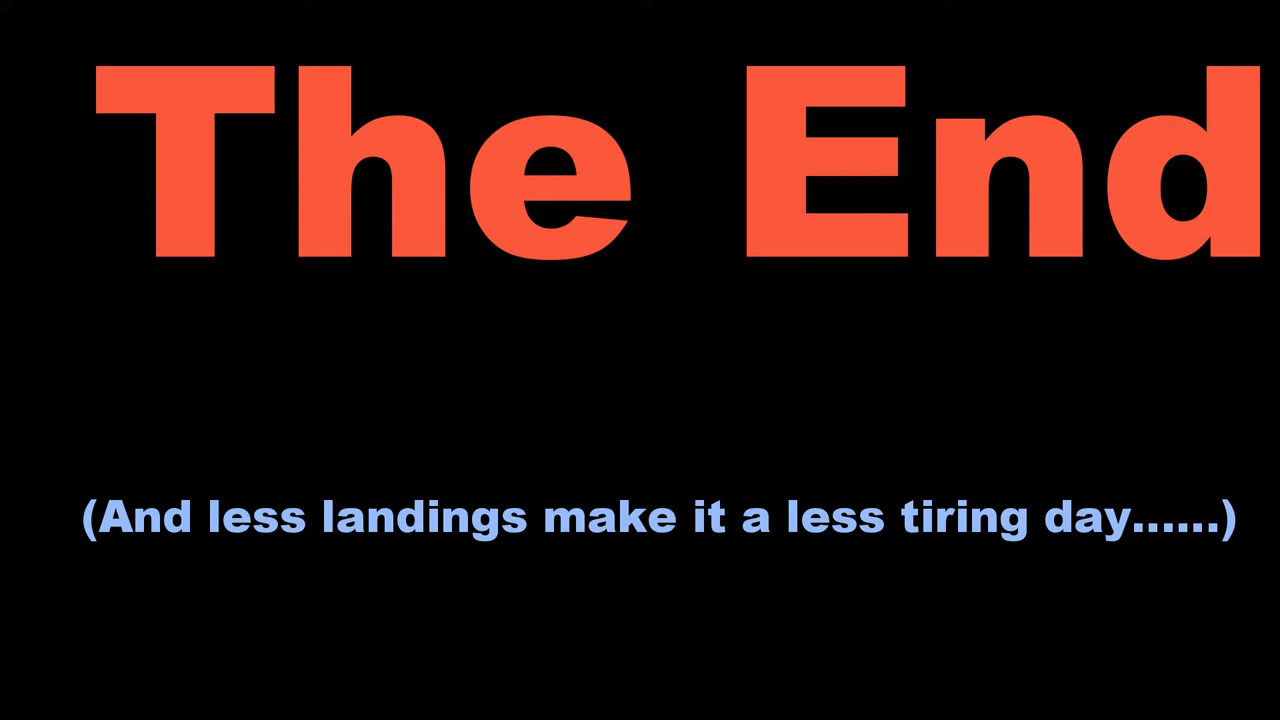 The End
(And less landings make it a less tiring day......)